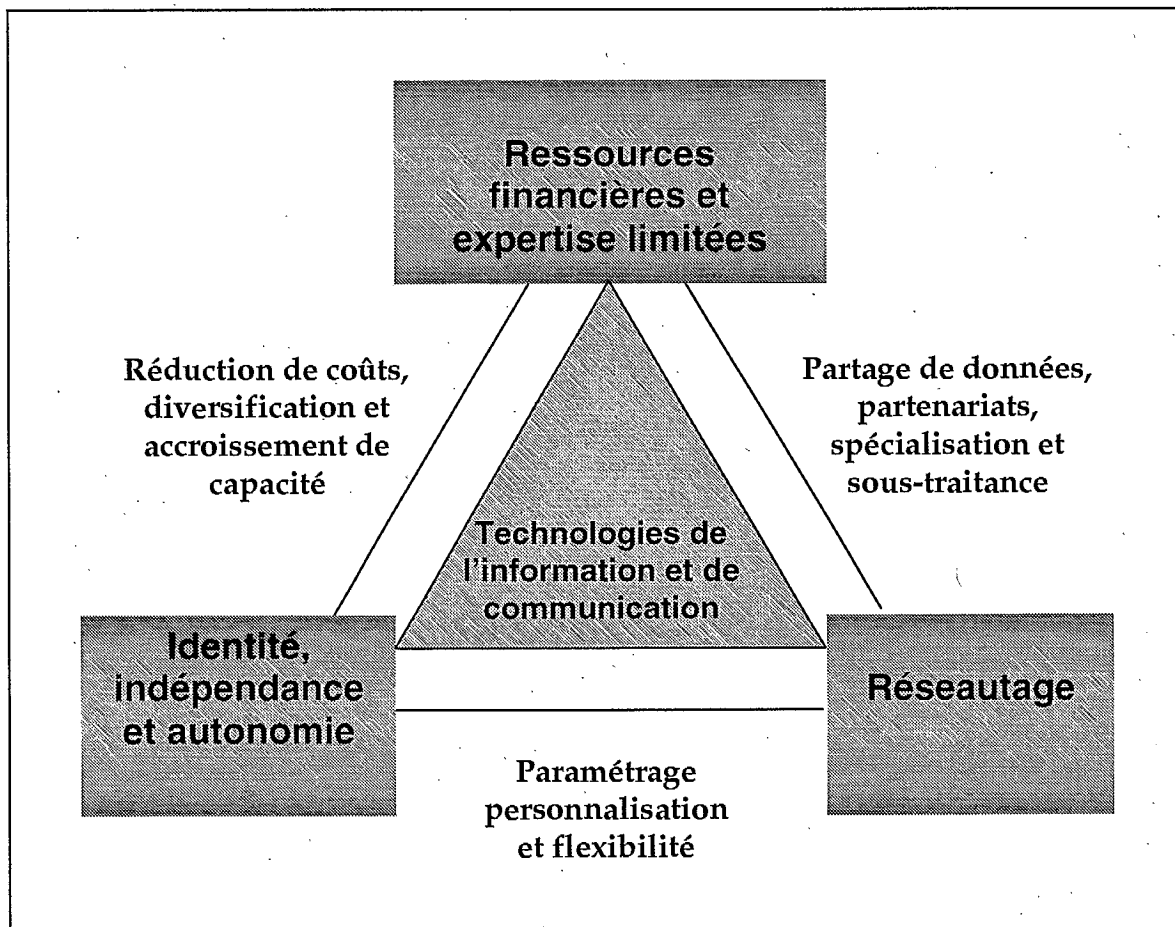 Ressources
financières et
expertise limitées
Réduction de coûts,
diversification et
accroissement de
capacité
Partage de données,
partenariats,
spécialisation et
sous-traitance
Technologies de
l'information et de
communication
Identité,
indépendance
et autonomie
Réseautage
Paramétrage
personnalisation
et flexibilité